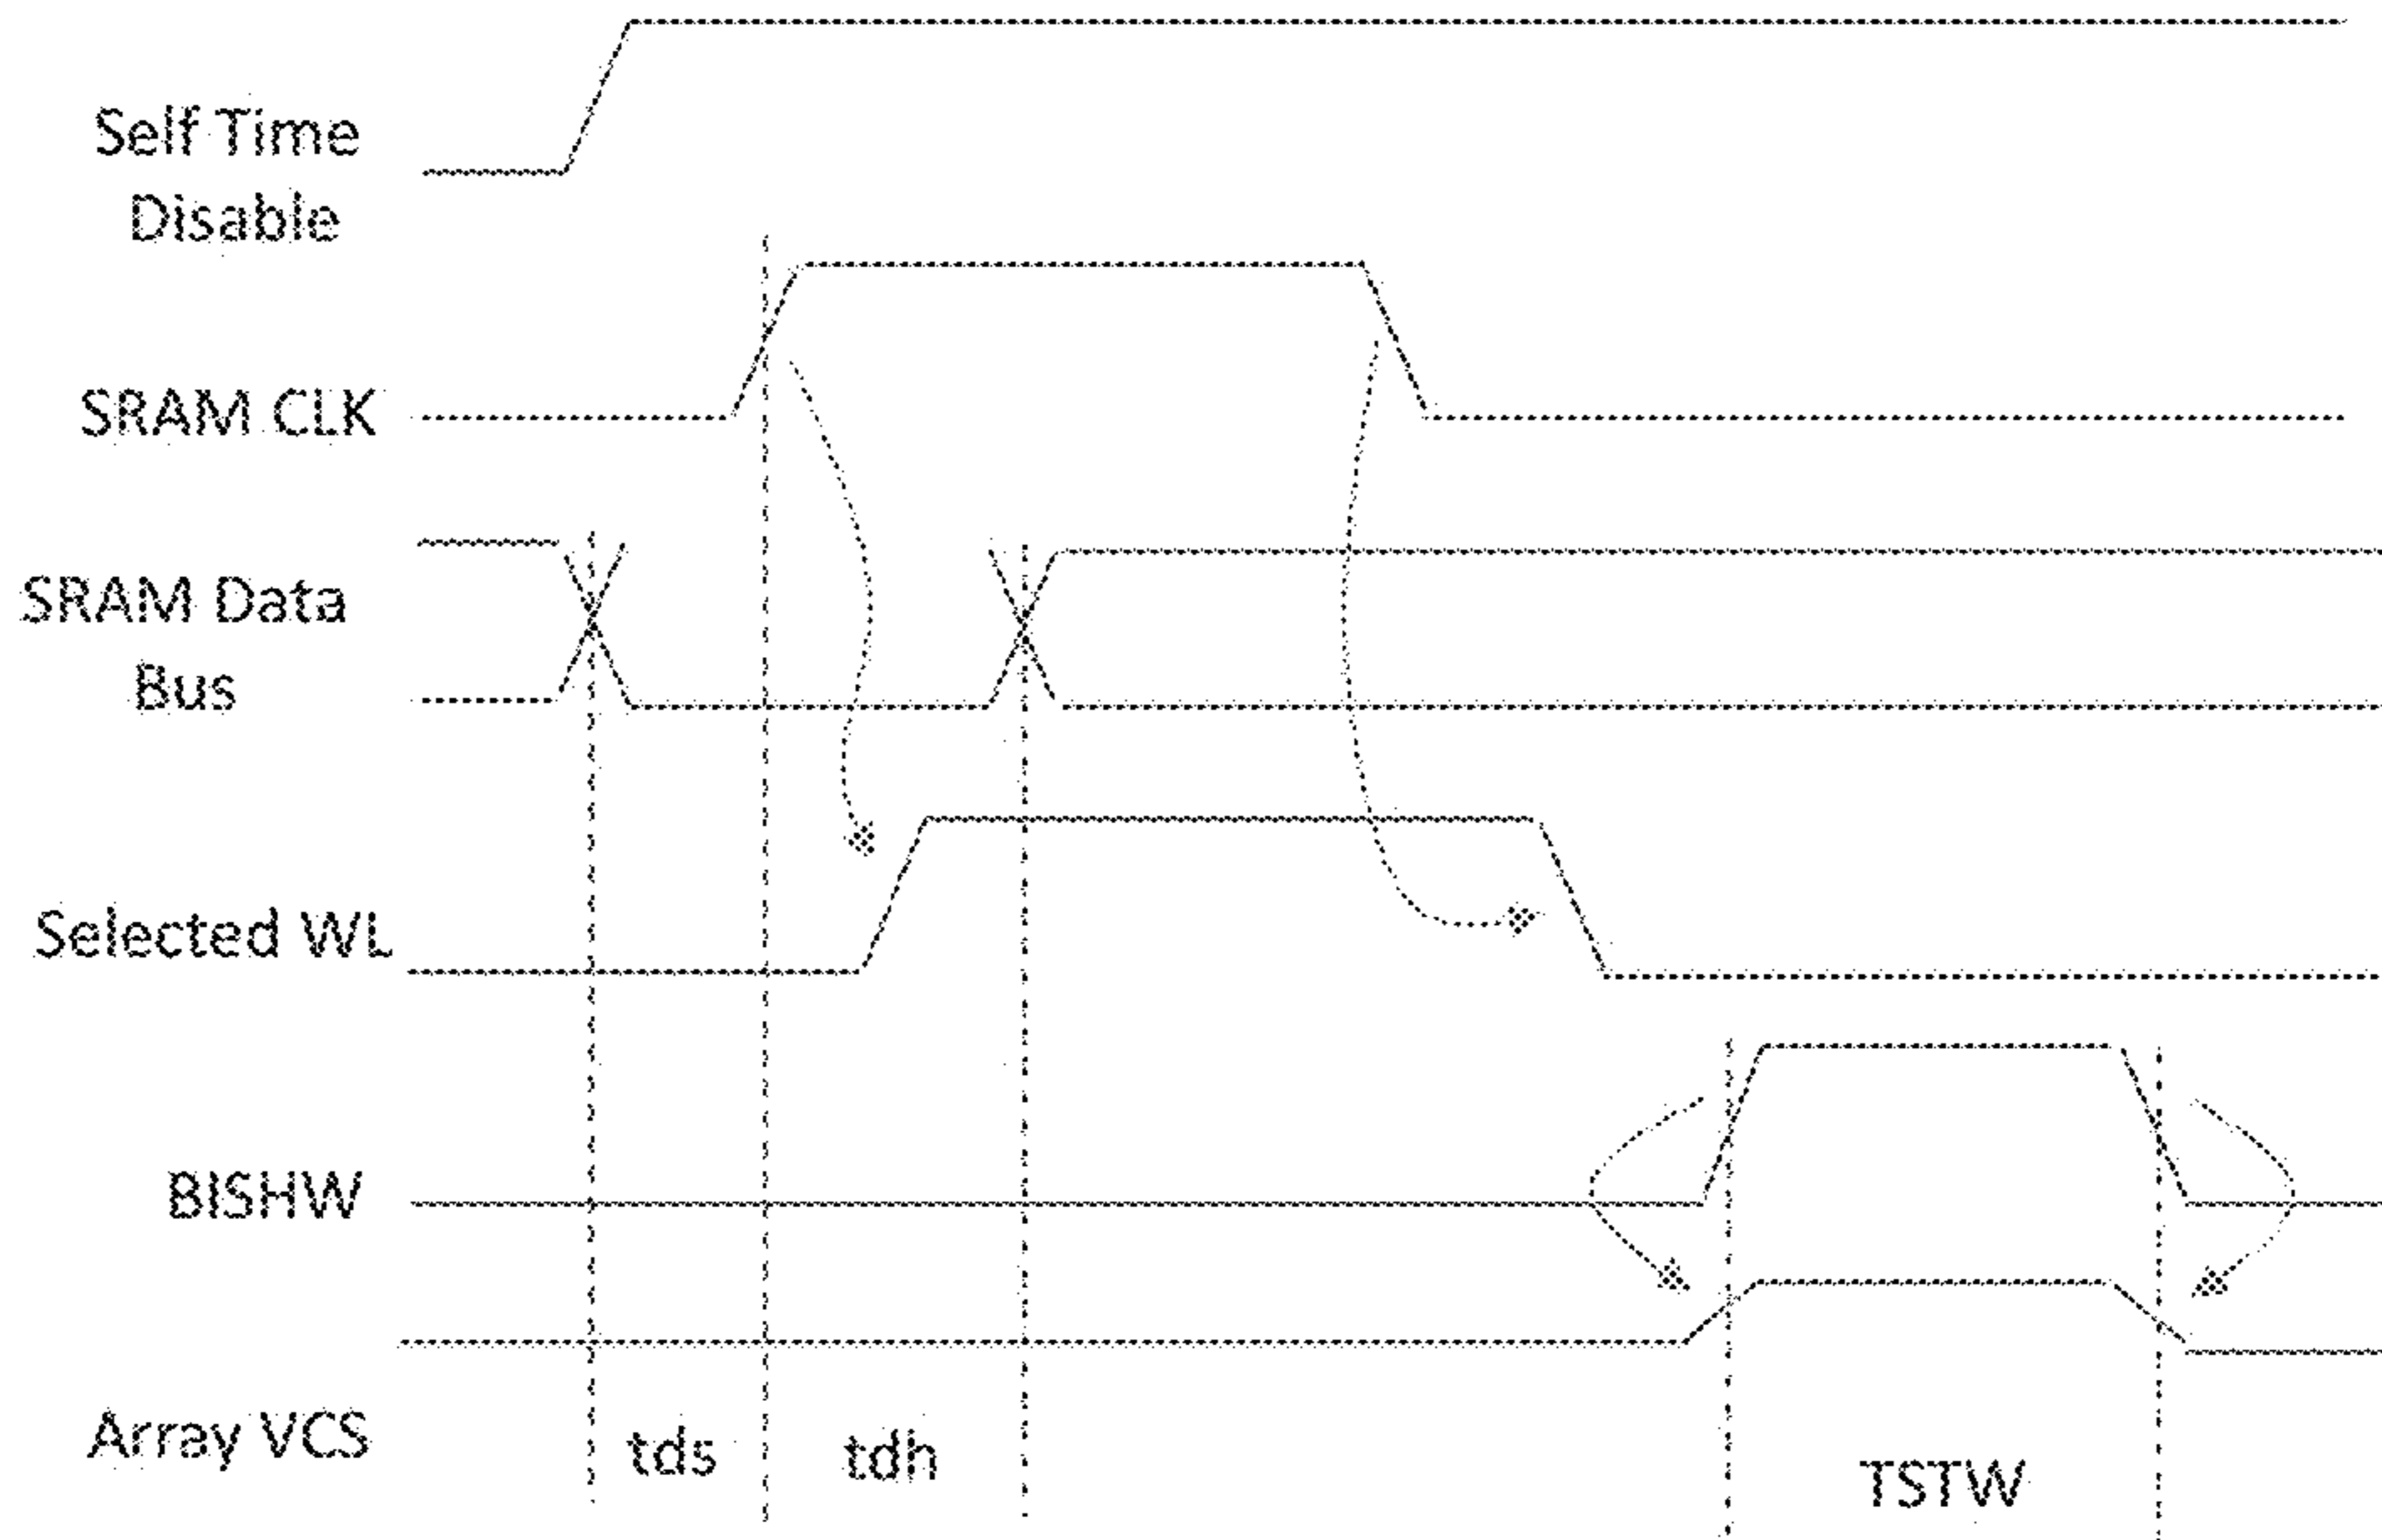 Self Time
Disable
SRAM CLK
SRAM Data
Bus
Selected WL
BISHW
Array VCS
tds
tdh
TSTW